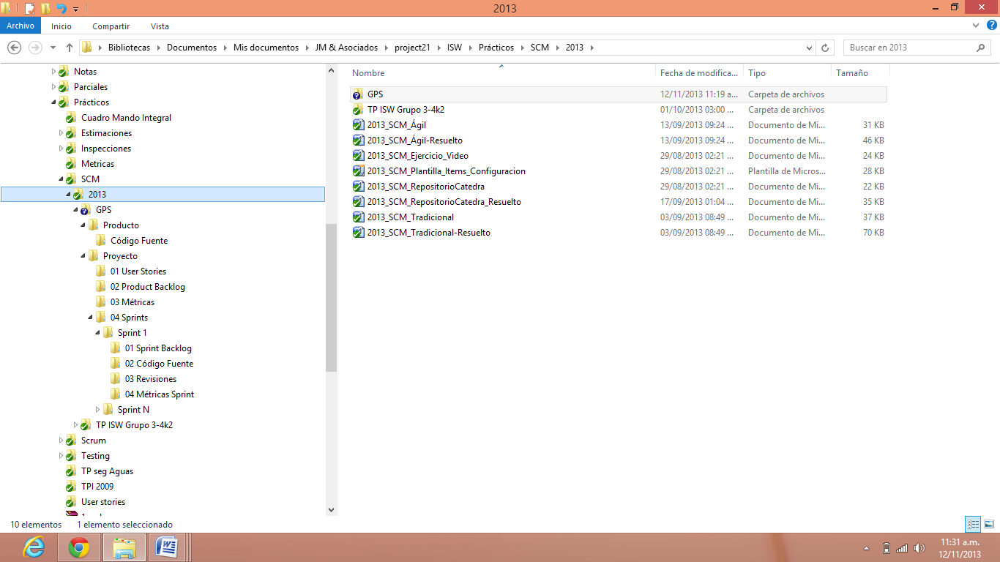 2013
Archivo Inicio Compartir Vista
Bibliotecas Documentos Mis documentos JM & Asociados project21 ISW Prácticos SCM 2013
Buscar en 2013
Notas
Parciales
Prácticos
Cuadro Mando Integral
Estimaciones
Inspecciones
Metricas
SCM
2013
GPS
Producto
Código Fuente
Proyecto
01 User Stories
02 Product Backlog
03 Métricas
04 Sprints
Sprint 1
01 Sprint Backlog
02 Código Fuente
03 Revisiones
04 Métricas Sprint
Sprint N
TP ISW Grupo 3-4k2
Scrum
Testing
TP seg Aguas
TPI 2009
User stories
Nombre Fecha de modifica... Tipo Tamaño
GPS 12/11/2013 11:19 a... Carpeta de archivos
TP ISW Grupo 3-4k2 01/10/2013 03:00 ... Carpeta de archivos
2013_SCM_Ágil 13/09/2013 09:24 ... Documento de Mi... 31 KB
2013_SCM_Ágil-Resuelto 13/09/2013 09:24 ... Documento de Mi... 46 KB
2013_SCM_Ejercicio_Video 29/08/2013 02:21 ... Documento de Mi... 24 KB
2013_SCM_Plantilla_Items_Configuracion 29/08/2013 02:21 ... Plantilla de Micros... 28 KB
2013_SCM_RepositorioCatedra 29/08/2013 02:21 ... Documento de Mi... 22 KB
2013_SCM_RepositorioCatedra_Resuelto 17/09/2013 01:04 ... Documento de Mi... 35 KB
2013_SCM_Tradicional 03/09/2013 08:49 ... Documento de Mi... 37 KB
2013_SCM_Tradicional-Resuelto 03/09/2013 08:49 ... Documento de Mi... 70 KB
10 elementos 1 elemento seleccionado
11:31 a.m.
12/11/2013